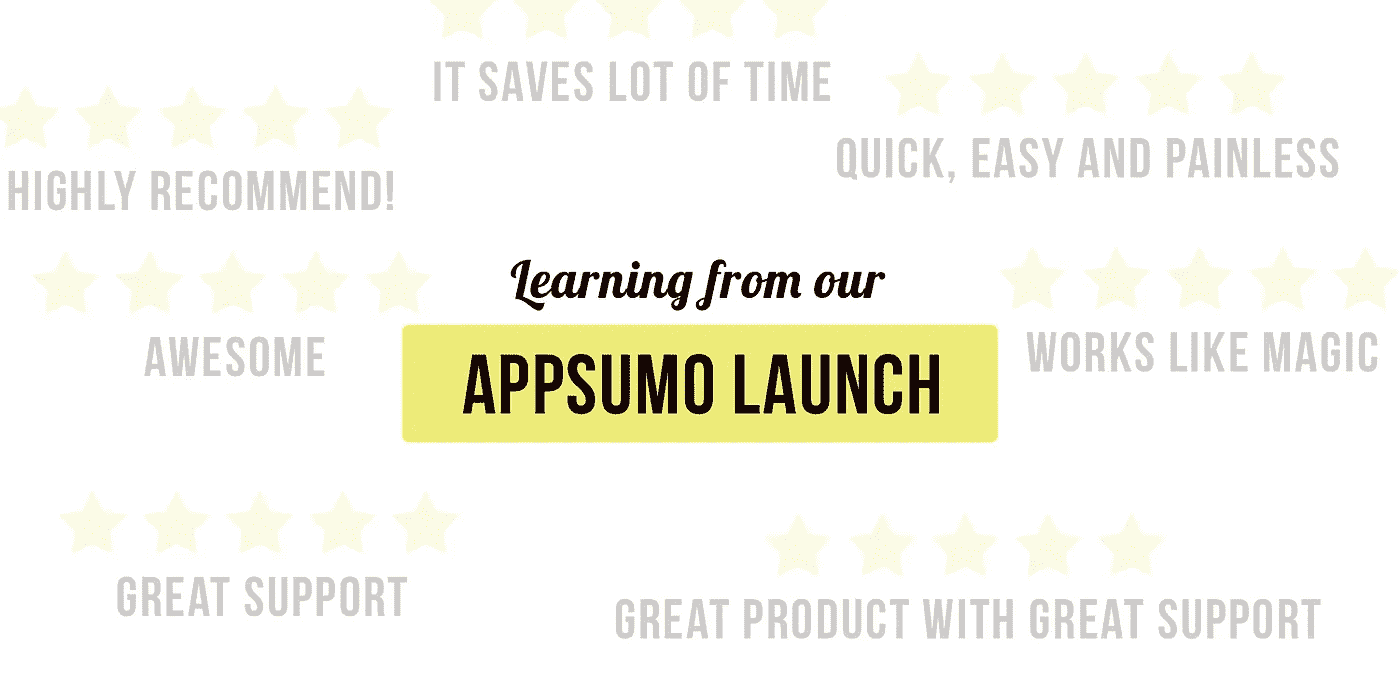 IT SAVES LOT OF TIME
QUICK, EASY AND PAINLESS
HIGHLY RECOMMEND!
Learning from our
APPSUMO LAUNCH
AWESOME
WORKS LIKE MAGIC
GREAT SUPPORT
GREAT PRODUCT WITH GREAT SUPPORT